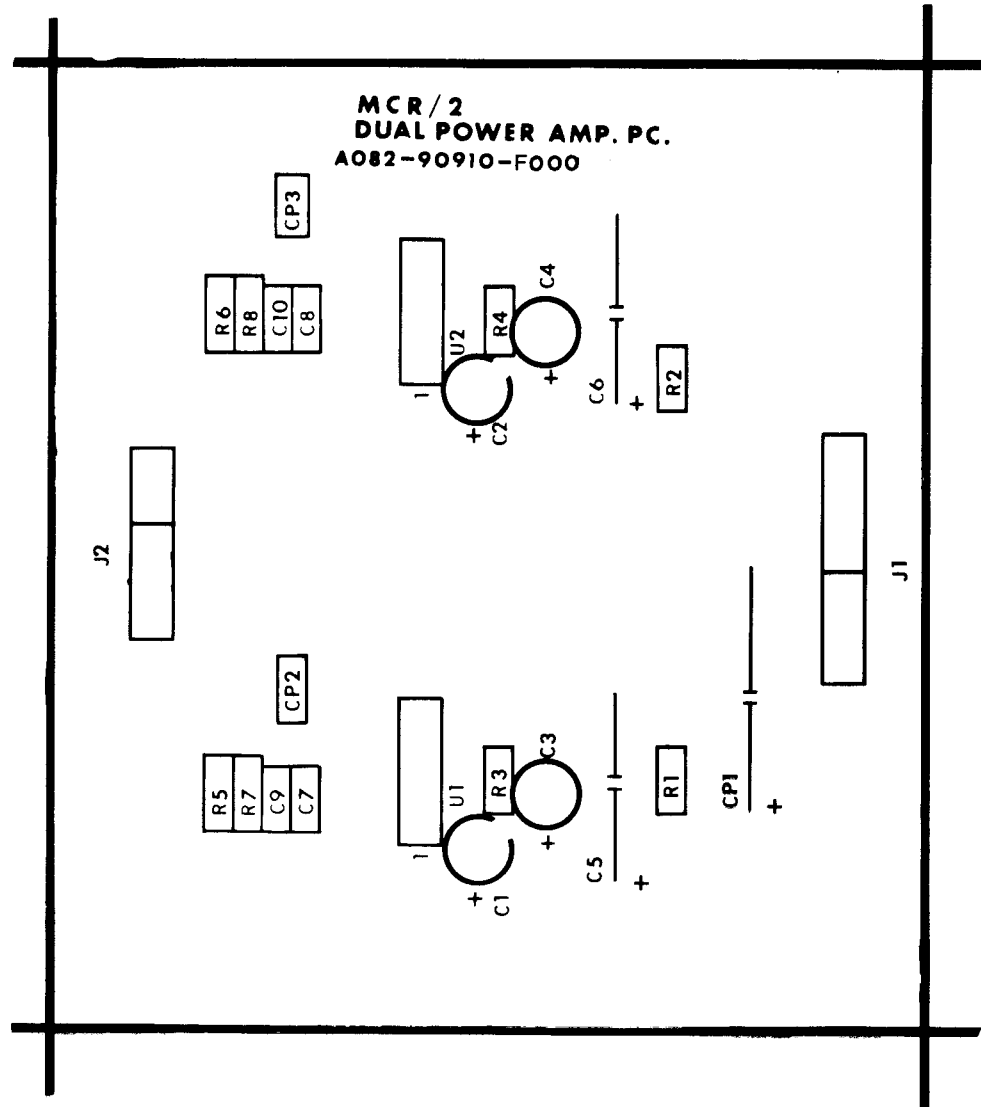 MCR/2
DUAL POWER AMP. PC.
A082-90910-F000
CP3
R6
R8
C10
C8
C4
U2
R4
1
+
C6
+
C2
+
R2
J2
J1
CP2
R5
R7
C9
C7
C3
U1
R3
1
+
C5
+
C1
+
R1
CP1
+